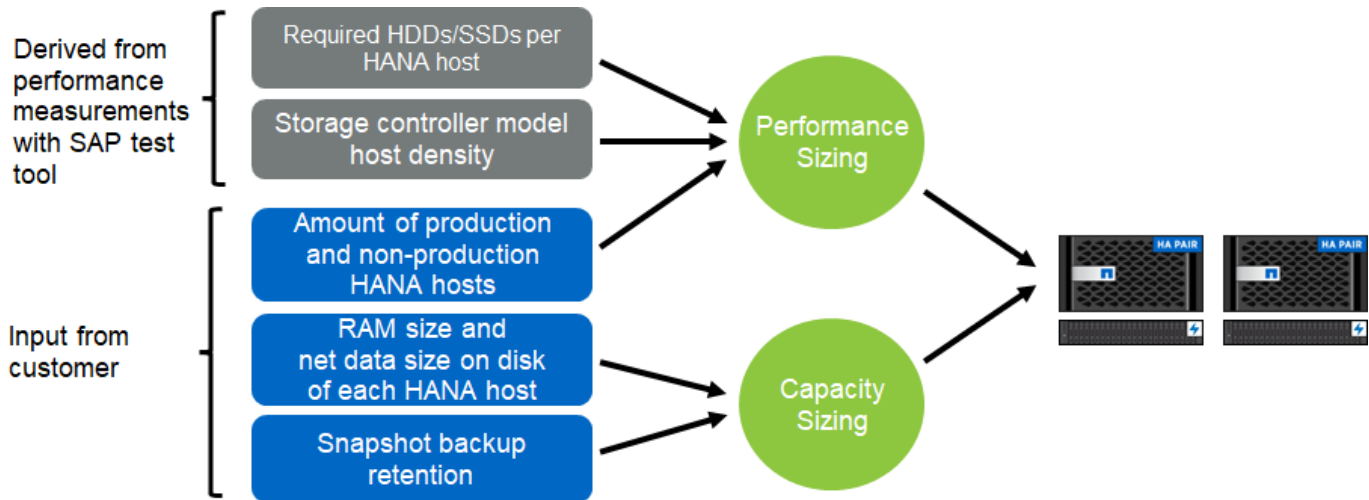 Derived from
performance
measurements
with SAP test
tool
Required HDDs/SSDs per
HANA host
Storage controller model
host density
Input from
customer
Amount of production
and non-production
HANA hosts
RAM size and
net data size on disk
of each HANA host
Snapshot backup
retention
Performance
Sizing
Capacity
Sizing
HA PAIR
HA PAIR